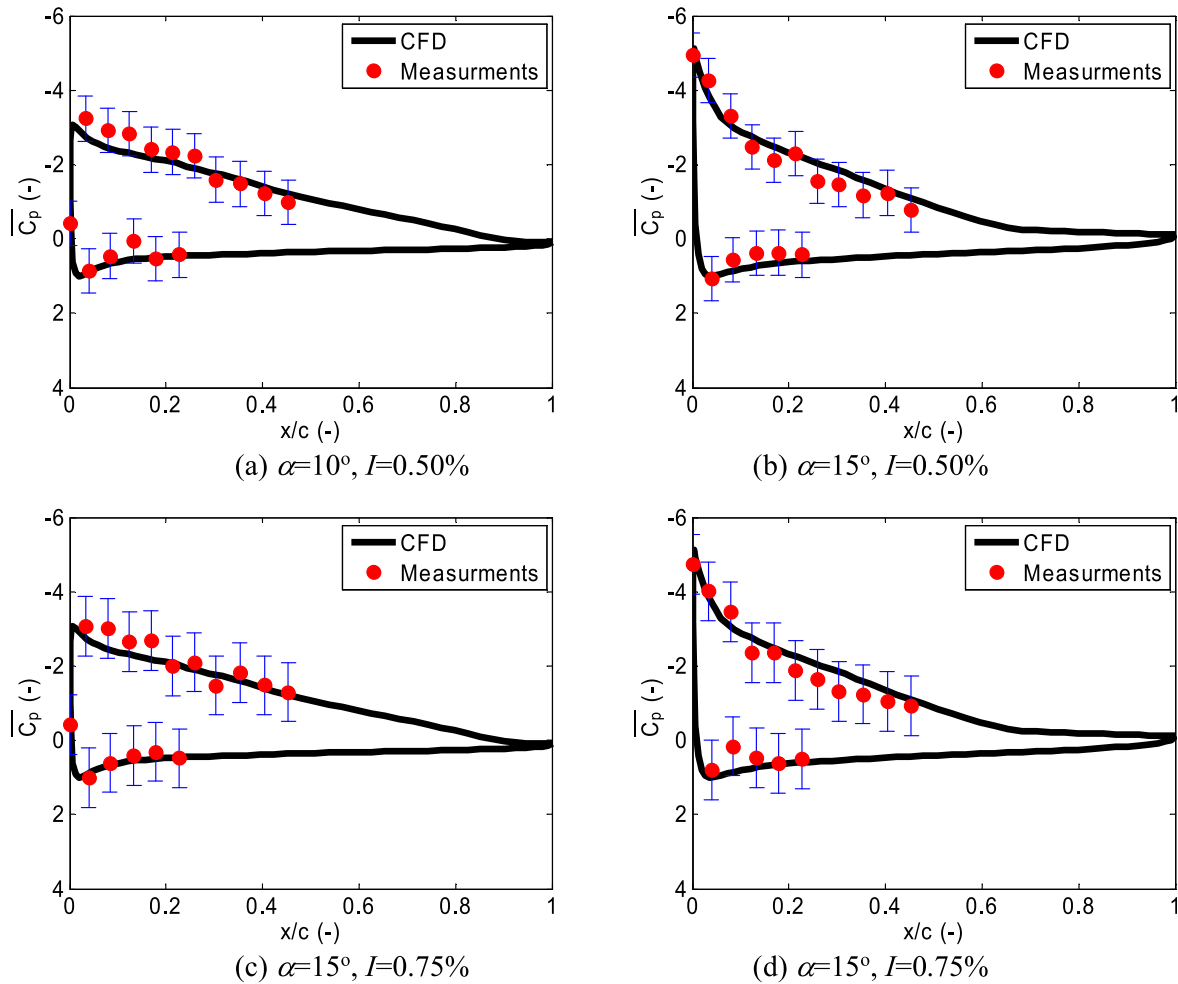 -6
-4
-2
0
2
4
C̅p (-)
CFD
Measurments
0 0.2 0.4 0.6 0.8 1
x/c (-)
(a) α=10°, I=0.50%
-6
-4
-2
0
2
4
C̅p (-)
CFD
Measurments
0 0.2 0.4 0.6 0.8 1
x/c (-)
(b) α=15°, I=0.50%
-6
-4
-2
0
2
4
C̅p (-)
CFD
Measurments
0 0.2 0.4 0.6 0.8 1
x/c (-)
(c) α=15°, I=0.75%
-6
-4
-2
0
2
4
C̅p (-)
CFD
Measurments
0 0.2 0.4 0.6 0.8 1
x/c (-)
(d) α=15°, I=0.75%